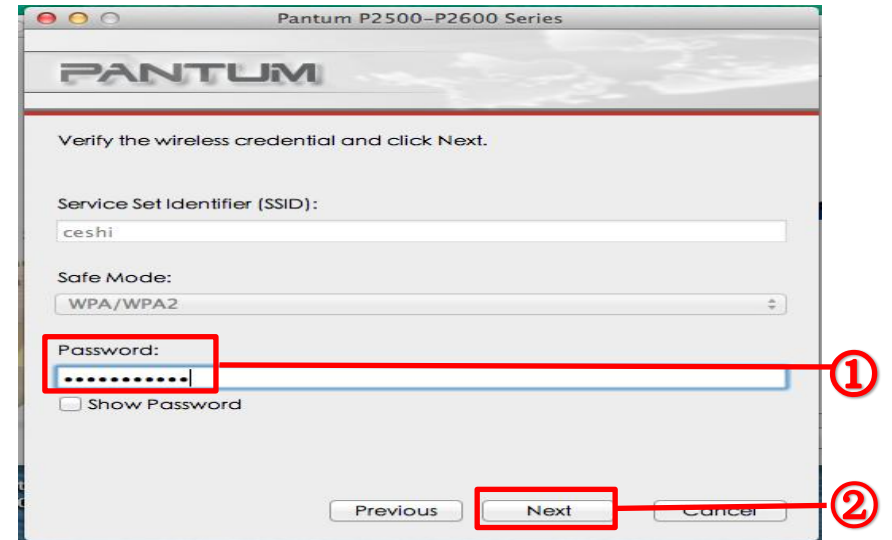 Pantum P2500-P2600 Series
PANTUM
Verify the wireless credential and click Next.
Service Set Identifier (SSID):
ceshi
Safe Mode:
WPA/WPA2
Password:
•••••••••••
①
Show Password
Previous Next Cancel ②